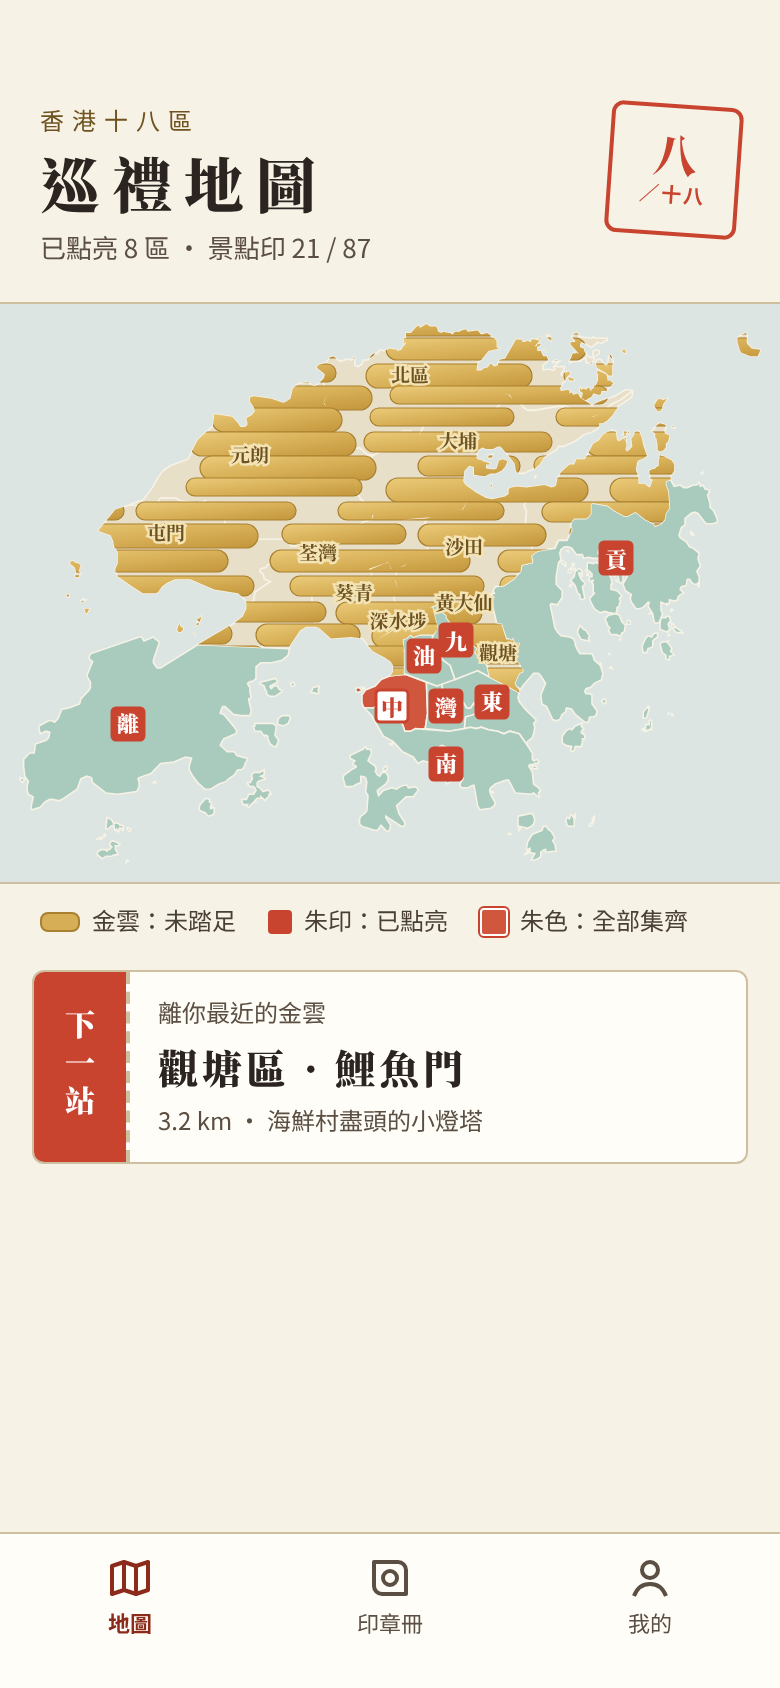 香港十八區
巡禮地圖
已點亮 8 區 ・ 景點印 21 / 87
八
／十八
北區
大埔
元朗
屯門
荃灣
沙田
貢
葵青
黃大仙
深水埗
九
油
觀塘
離
中
灣
東
南
金雲：未踏足
朱印：已點亮
朱色：全部集齊
下一站
離你最近的金雲
觀塘區・鯉魚門
3.2 km ・ 海鮮村盡頭的小燈塔
地圖
印章冊
我的